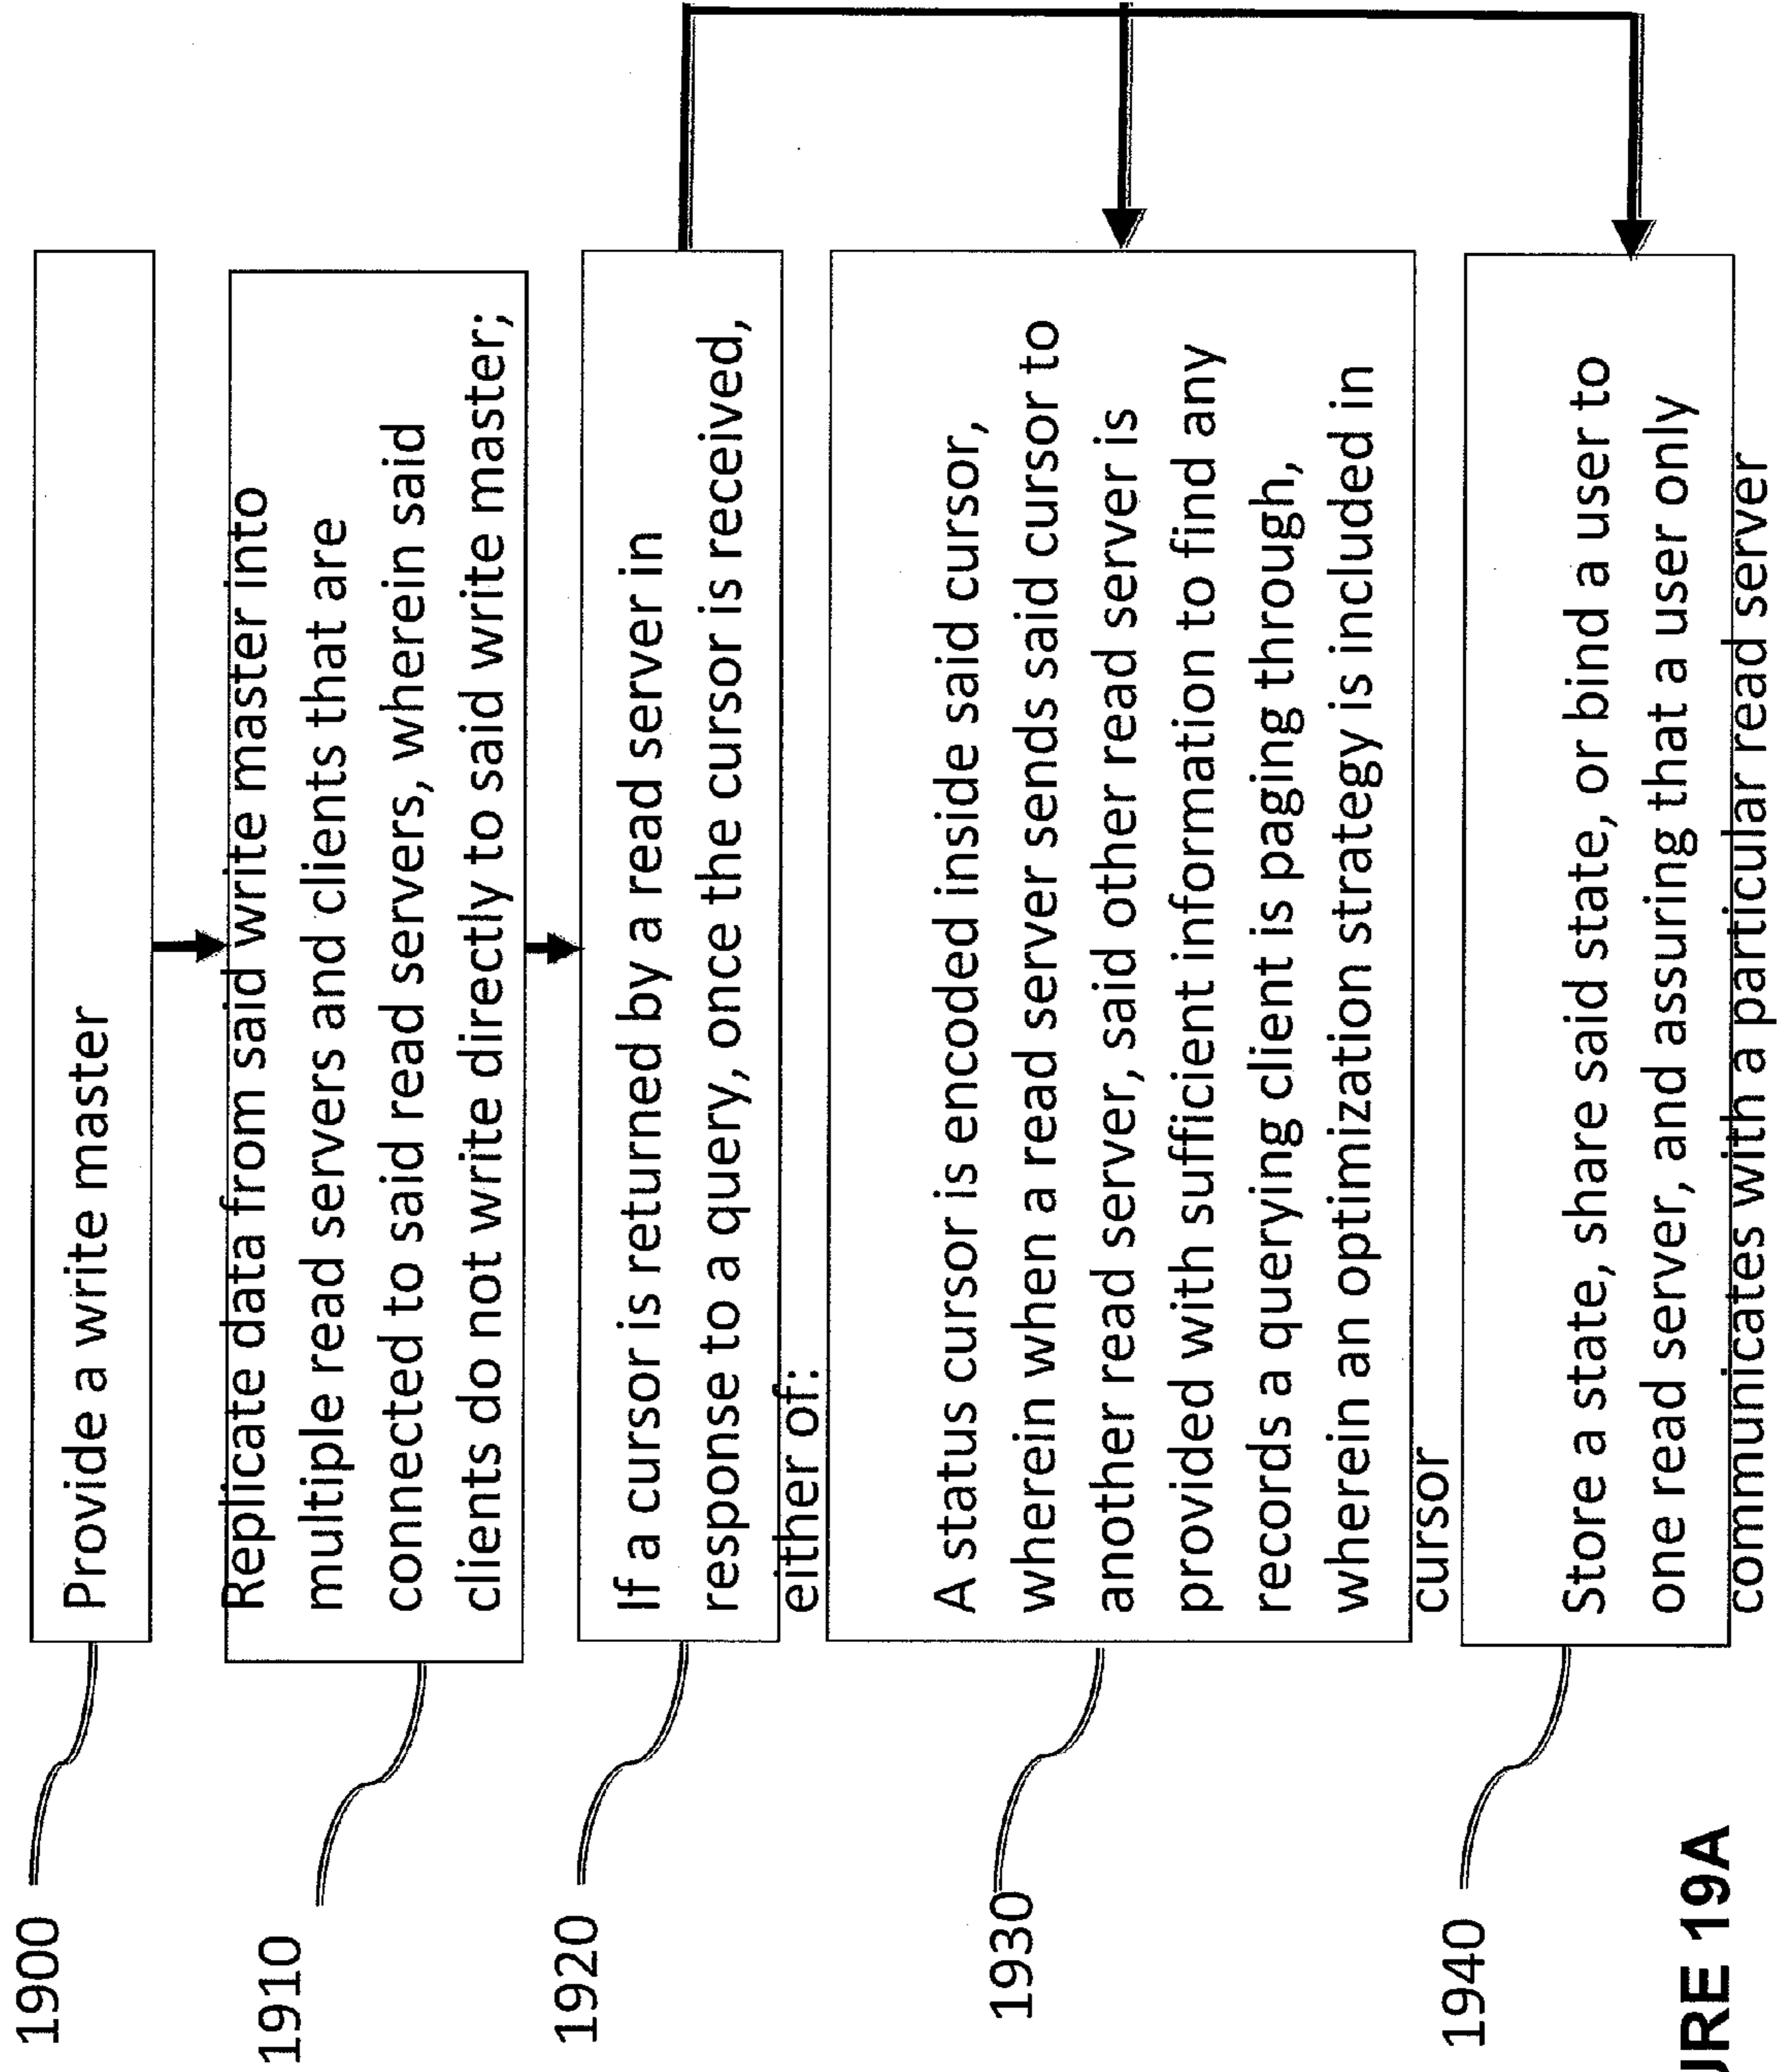 1900
Provide a write master
1910
Replicate data from said write master into
multiple read servers and clients that are
connected to said read servers, wherein said
clients do not write directly to said write master;
1920
If a cursor is returned by a read server in
response to a query, once the cursor is received,
either of:
1930
A status cursor is encoded inside said cursor,
wherein when a read server sends said cursor to
another read server, said other read server is
provided with sufficient information to find any
records a querying client is paging through,
wherein an optimization strategy is included in
cursor
1940
Store a state, share said state, or bind a user to
one read server, and assuring that a user only
communicates with a particular read server
URE 19A